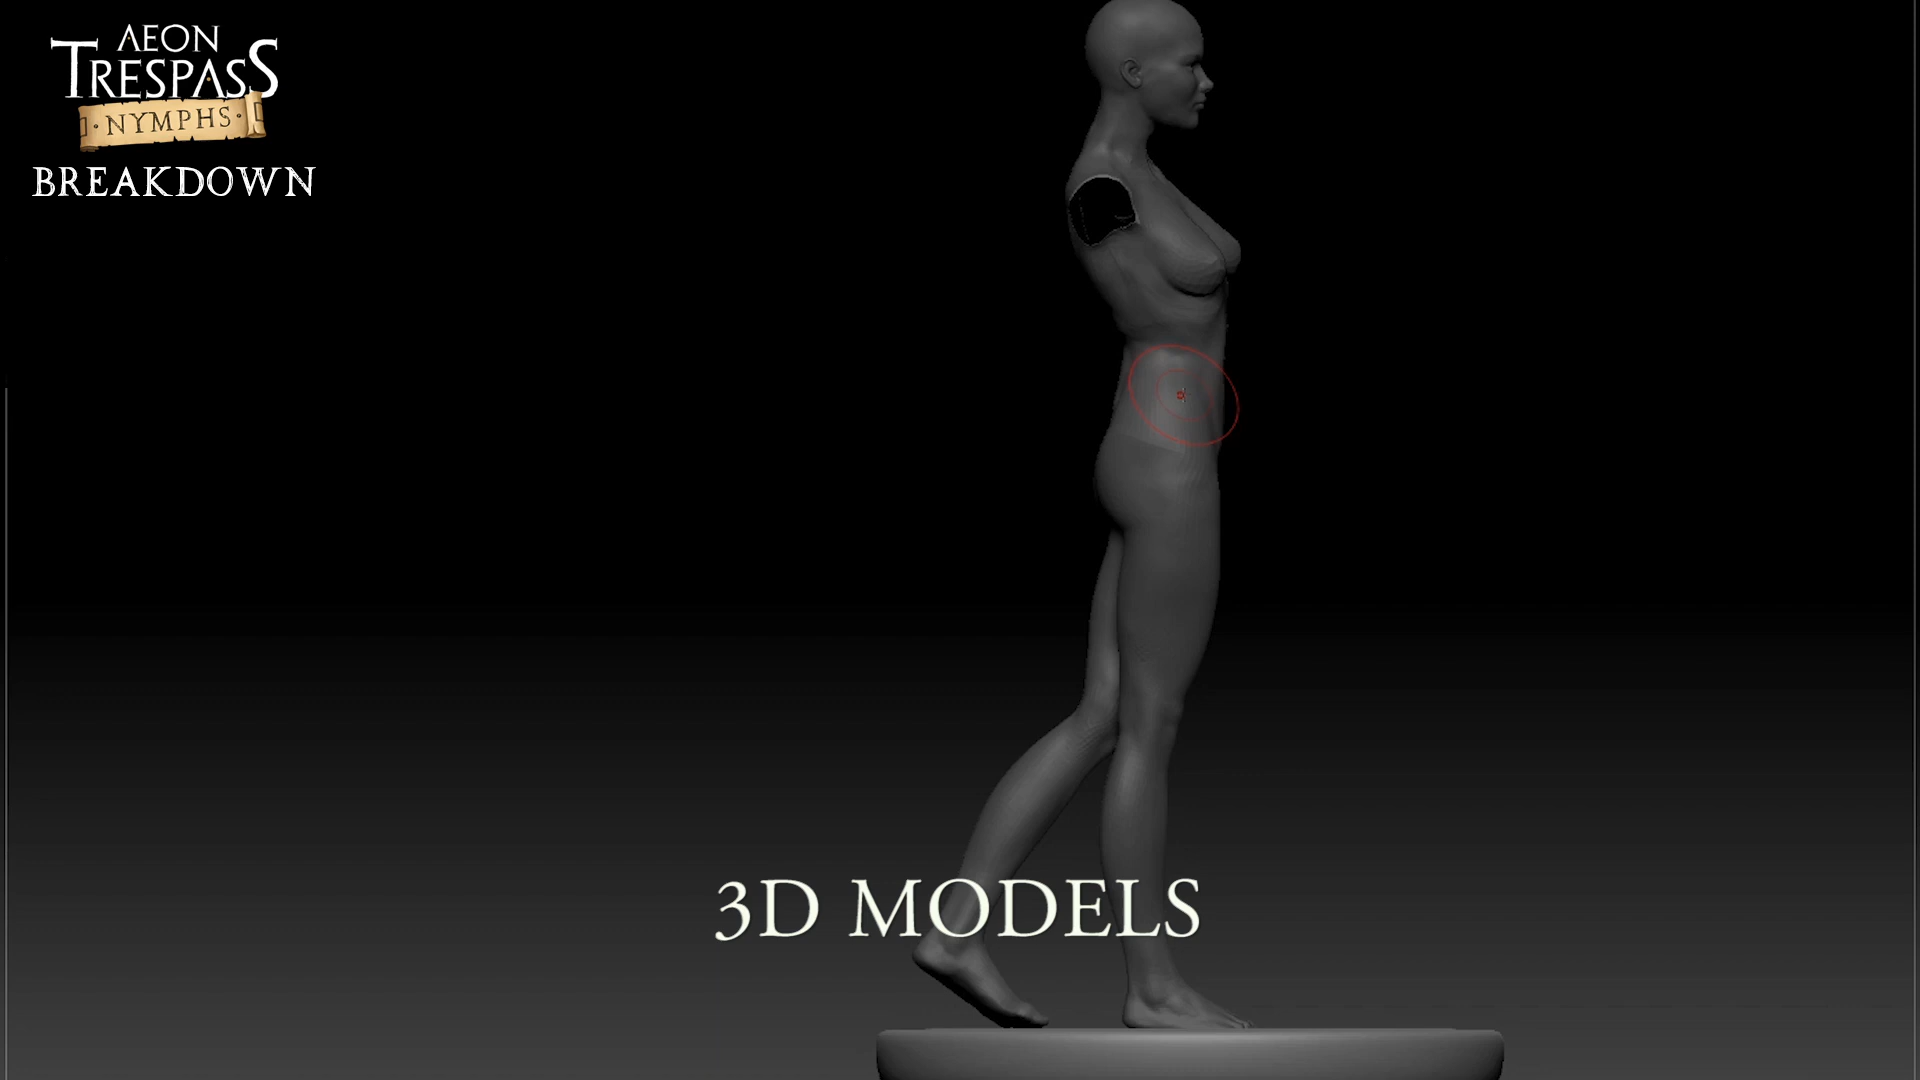 AEON
TRESPASS
· NYMPHS ·
BREAKDOWN
3D MODELS